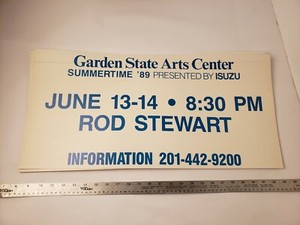 Garden State Arts Center
SUMMERTIME '89 PRESENTED BY ISUZU
JUNE 13-14 • 8:30 PM
ROD STEWART
INFORMATION 201-442-9200